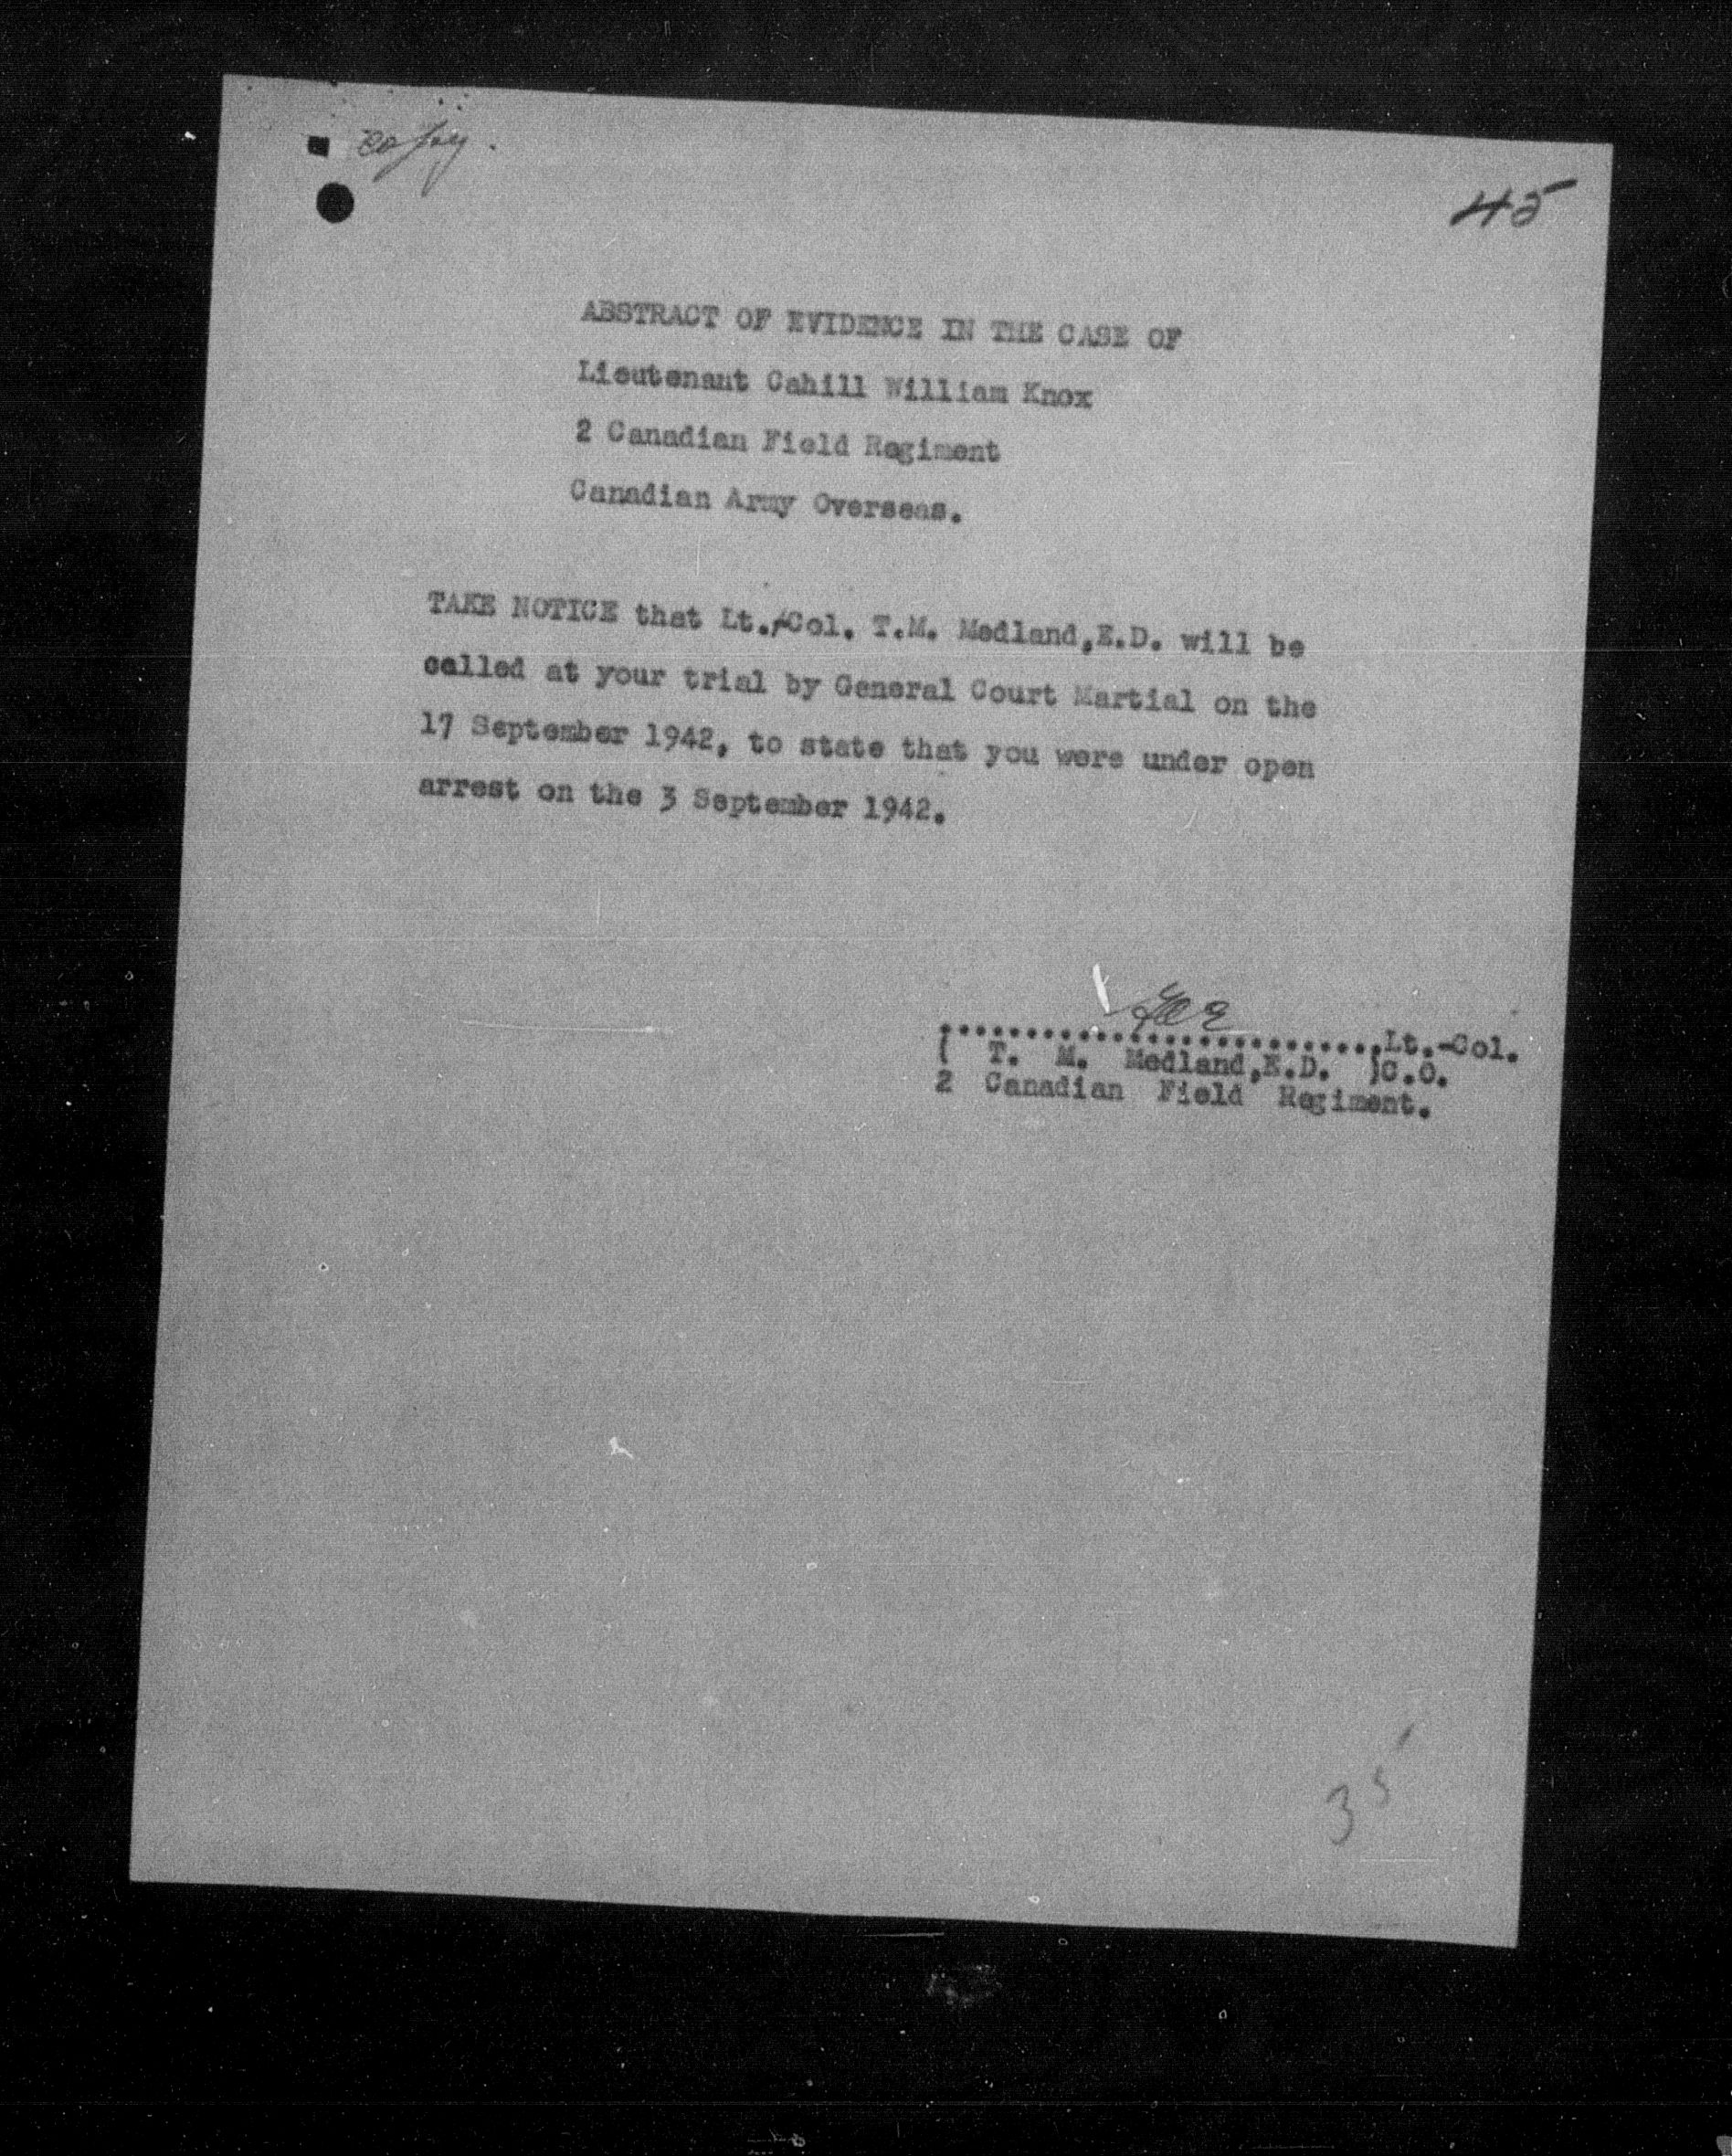 copy.
45
ABSTRACT OF EVIDENCE IN THE CASE OF
Lieutenant Cahill William Knox
2 Canadian Field Regiment
Canadian Army Overseas.
TAKE NOTICE that Lt.-Col. T.M. Medland,E.D. will be
called at your trial by General Court Martial on the
17 September 1942, to state that you were under open
arrest on the 3 September 1942.
..............................Lt.-Col.
( T. M. Medland,E.D. )C.O.
2 Canadian Field Regiment.
35